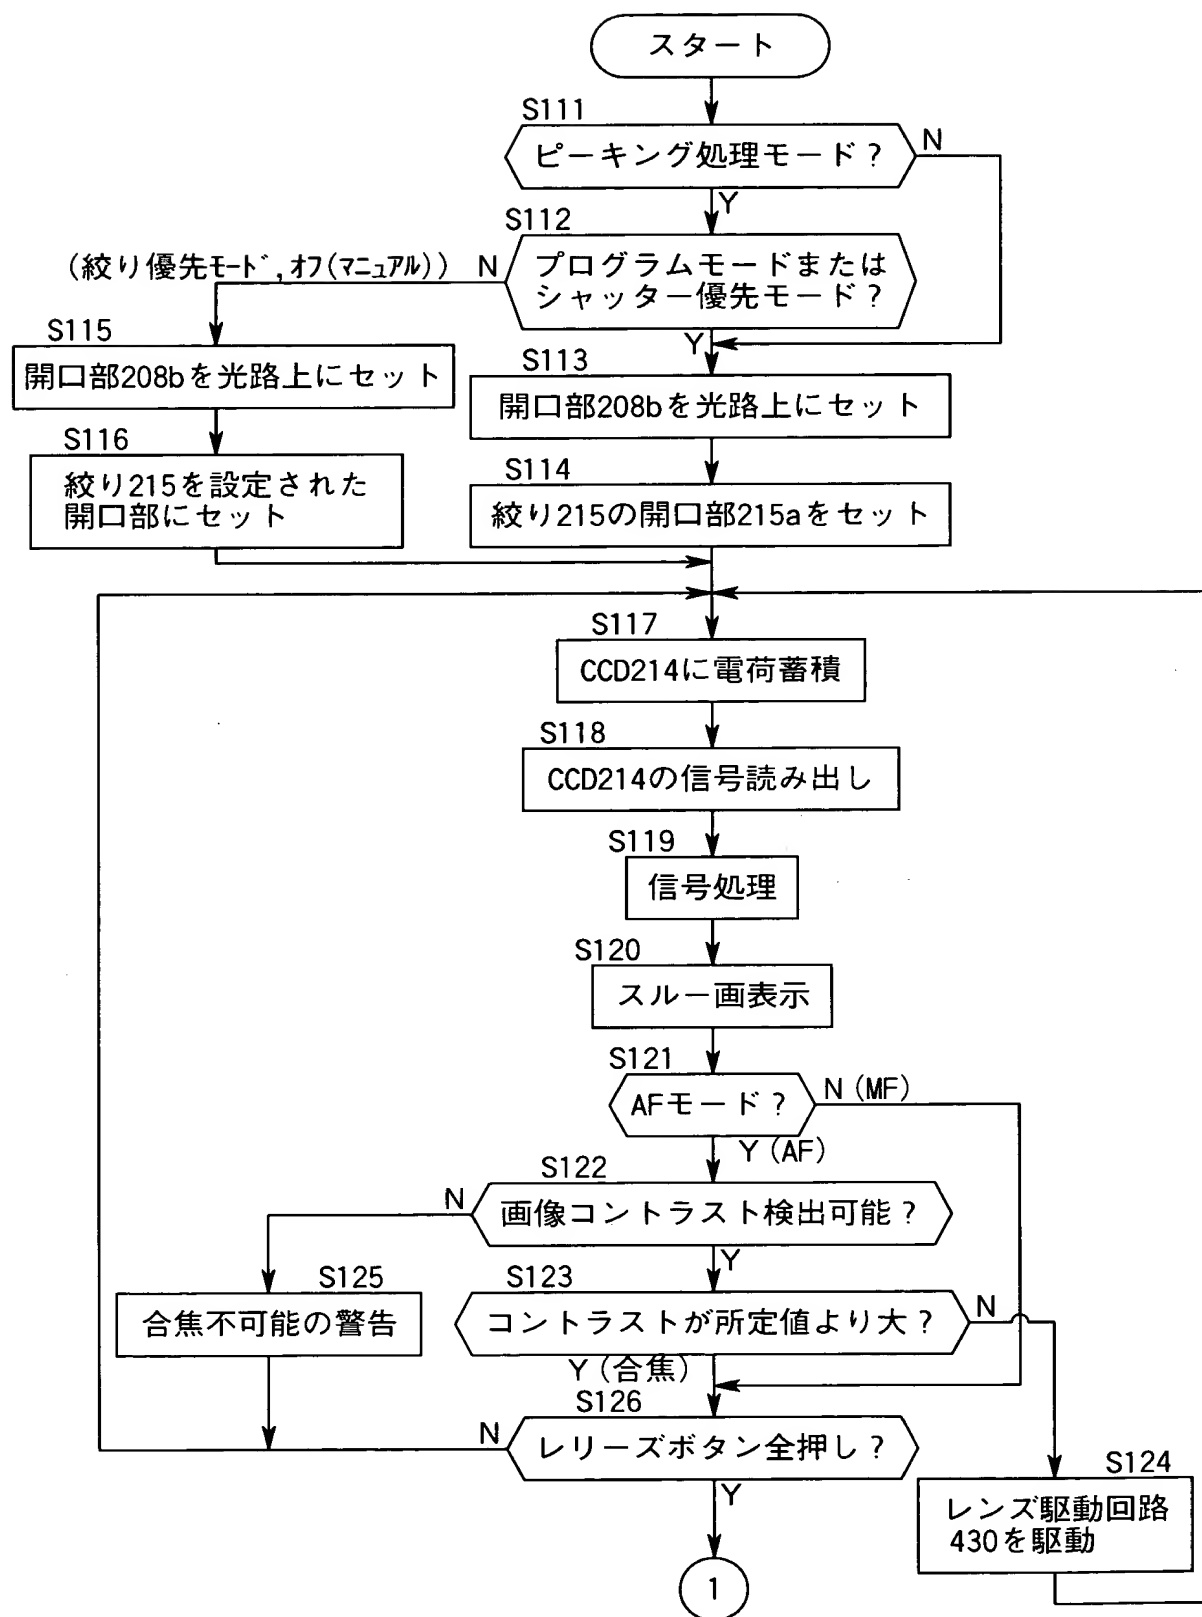 スタート
S111
ピーキング処理モード?
N
Y
S112
プログラムモードまたは
シャッター優先モード?
N
(絞り優先モード,オフ(マニュアル))
Y
S115
開口部208bを光路上にセット
S113
開口部208bを光路上にセット
S116
絞り215を設定された
開口部にセット
S114
絞り215の開口部215aをセット
S117
CCD214に電荷蓄積
S118
CCD214の信号読み出し
S119
信号処理
S120
スルー画表示
S121
AFモード?
N(MF)
Y(AF)
S122
画像コントラスト検出可能?
N
Y
S125
合焦不可能の警告
S123
コントラストが所定値より大?
N
Y(合焦)
S126
レリーズボタン全押し?
N
Y
S124
レンズ駆動回路
430を駆動
1